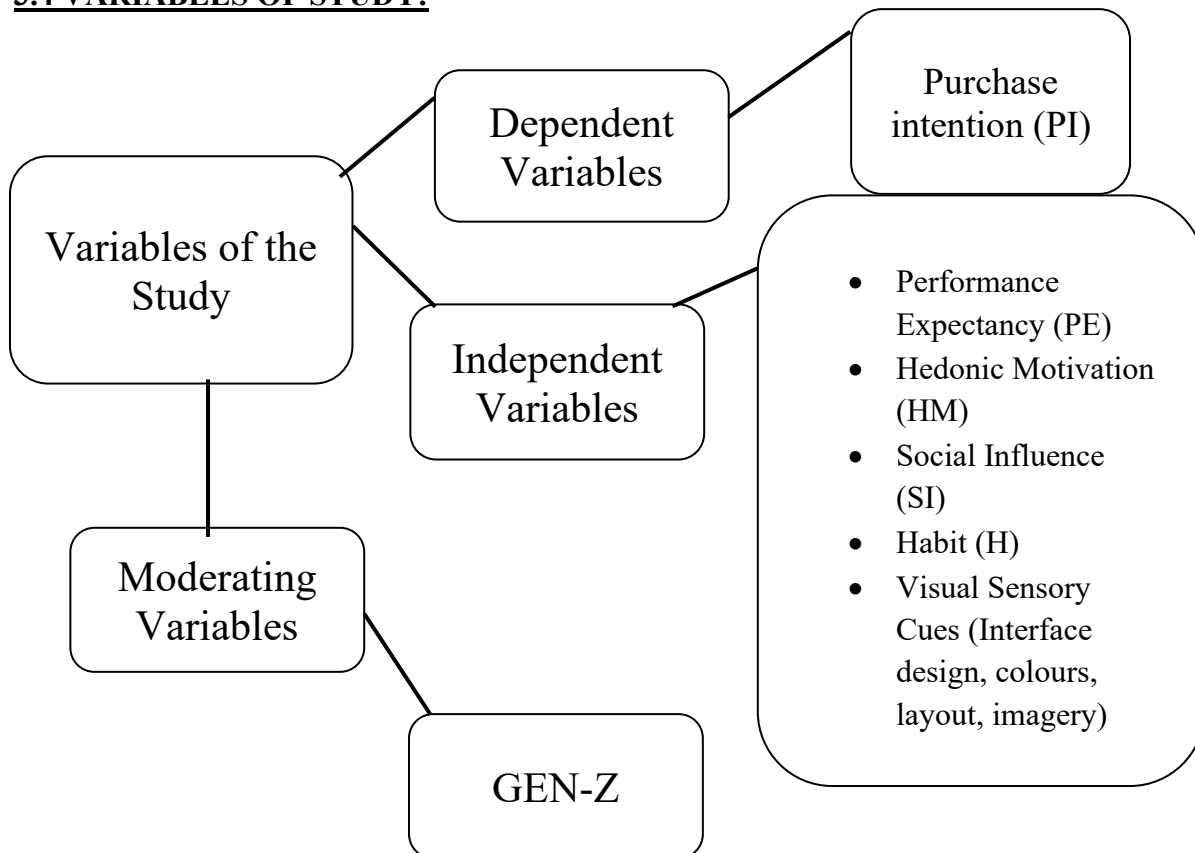 3.4 VARIABLES OF STUDY:
Purchase
intention (PI)
Dependent
Variables
Variables of the
Study
Independent
Variables
• Performance
Expectancy (PE)
• Hedonic Motivation
(HM)
• Social Influence
(SI)
• Habit (H)
• Visual Sensory
Cues (Interface
design, colours,
layout, imagery)
Moderating
Variables
GEN-Z